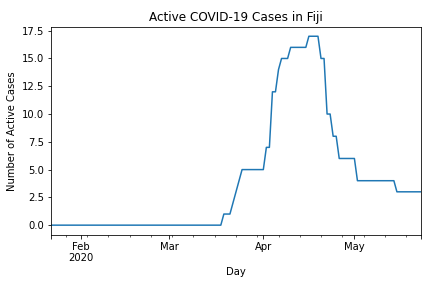 Active COVID-19 Cases in Fiji
17.5
15.0
12.5
10.0
7.5
5.0
2.5
0.0
Number of Active Cases
Feb
2020
Mar
Apr
May
Day